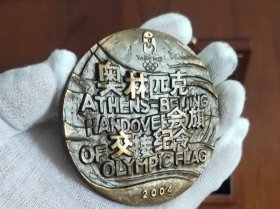 奥林匹克
ATHENS-BEIJING
会旗
HANDOVER
交接纪念
OF OLYMPIC FLAG
2004